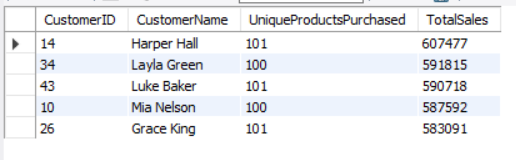 CustomerID CustomerName UniqueProductsPurchased TotalSales
14 Harper Hall 101 607477
34 Layla Green 100 591815
43 Luke Baker 101 590718
10 Mia Nelson 100 587592
26 Grace King 101 583091